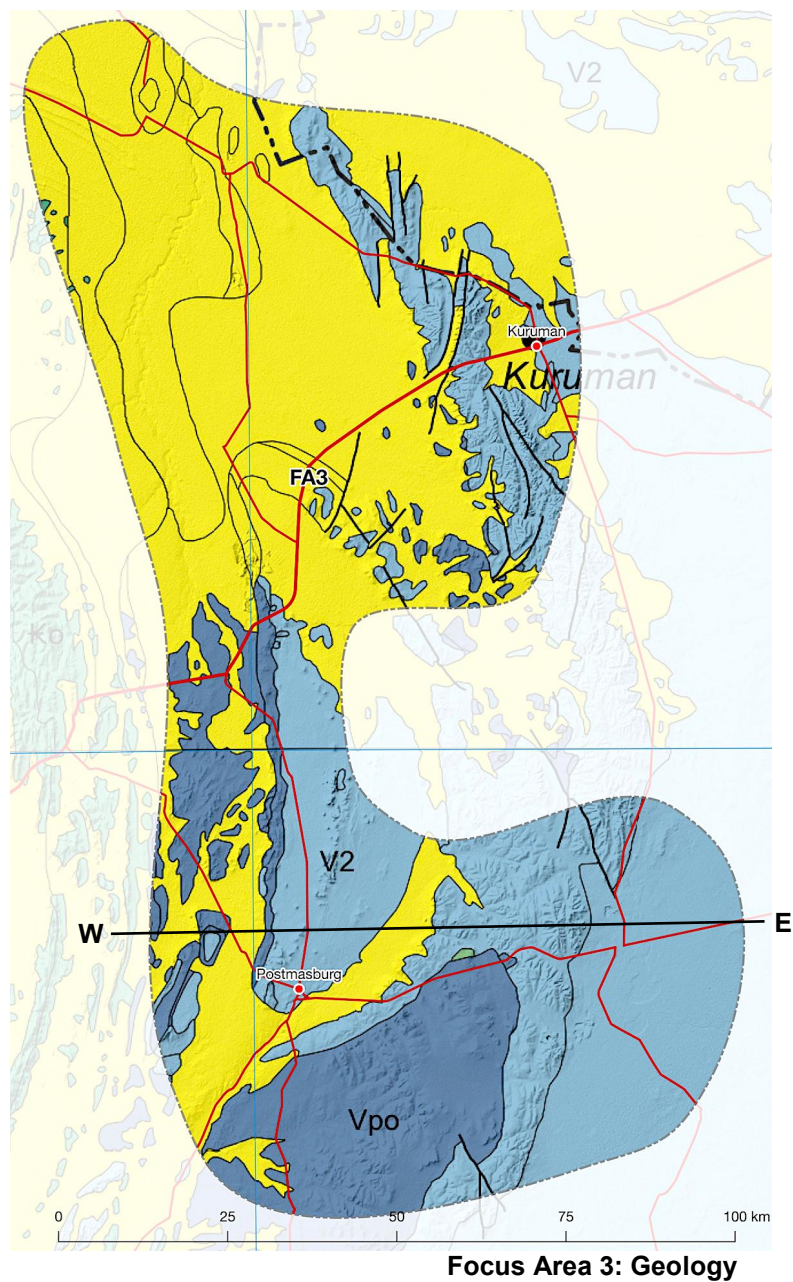 V2
Kuruman
Kuruman
FA3
Ko
V2
W
E
Postmasburg
Vpo
0 25 50 75 100 km
Focus Area 3: Geology